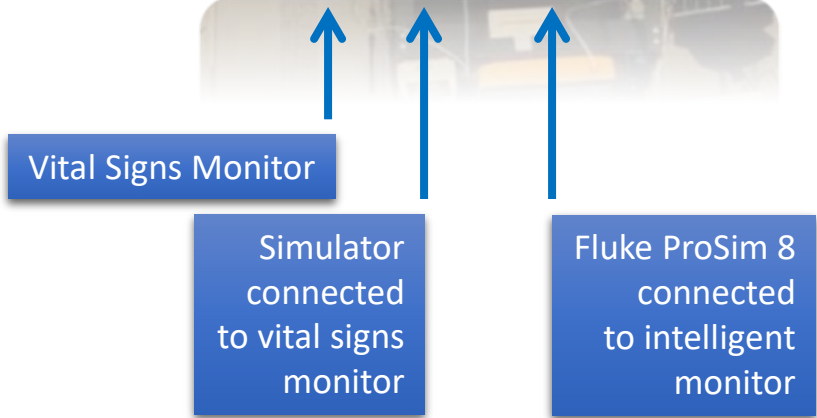 Vital Signs Monitor
Simulator
connected
to vital signs
monitor
Fluke ProSim 8
connected
to intelligent
monitor